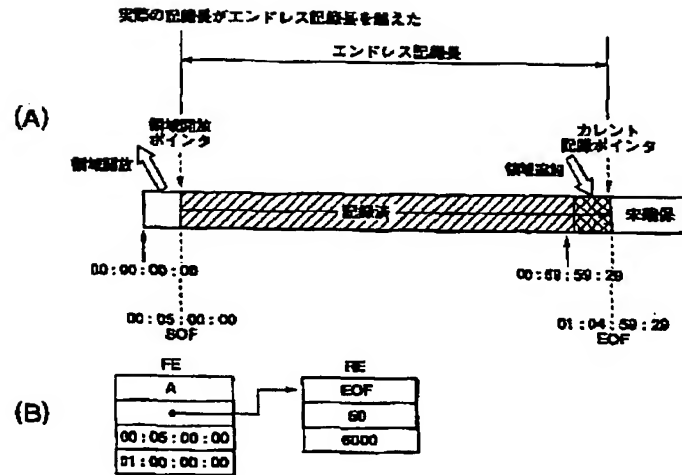 実際の記録長がエンドレス記録長を越えた
エンドレス記録長
(A)
領域開放
ポインタ
カレント
記録ポインタ
領域開放
領域追加
記録済
未確保
00:00:00:00
00:59:59:29
00:05:00:00
SOF
01:04:59:29
EOF
FE
RE
(B)
A
EOF
60
00:05:00:00
6000
01:00:00:00